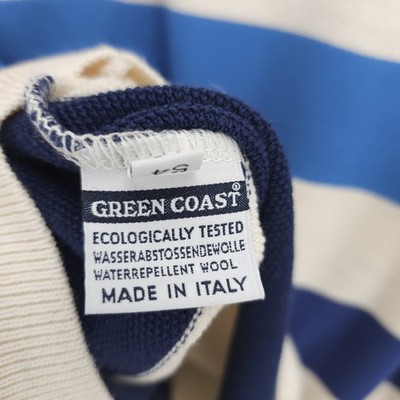 54
GREEN COAST®
ECOLOGICALLY TESTED
WASSERABSTOSSENDEWOLLE
WATERREPELLENT WOOL
MADE IN ITALY